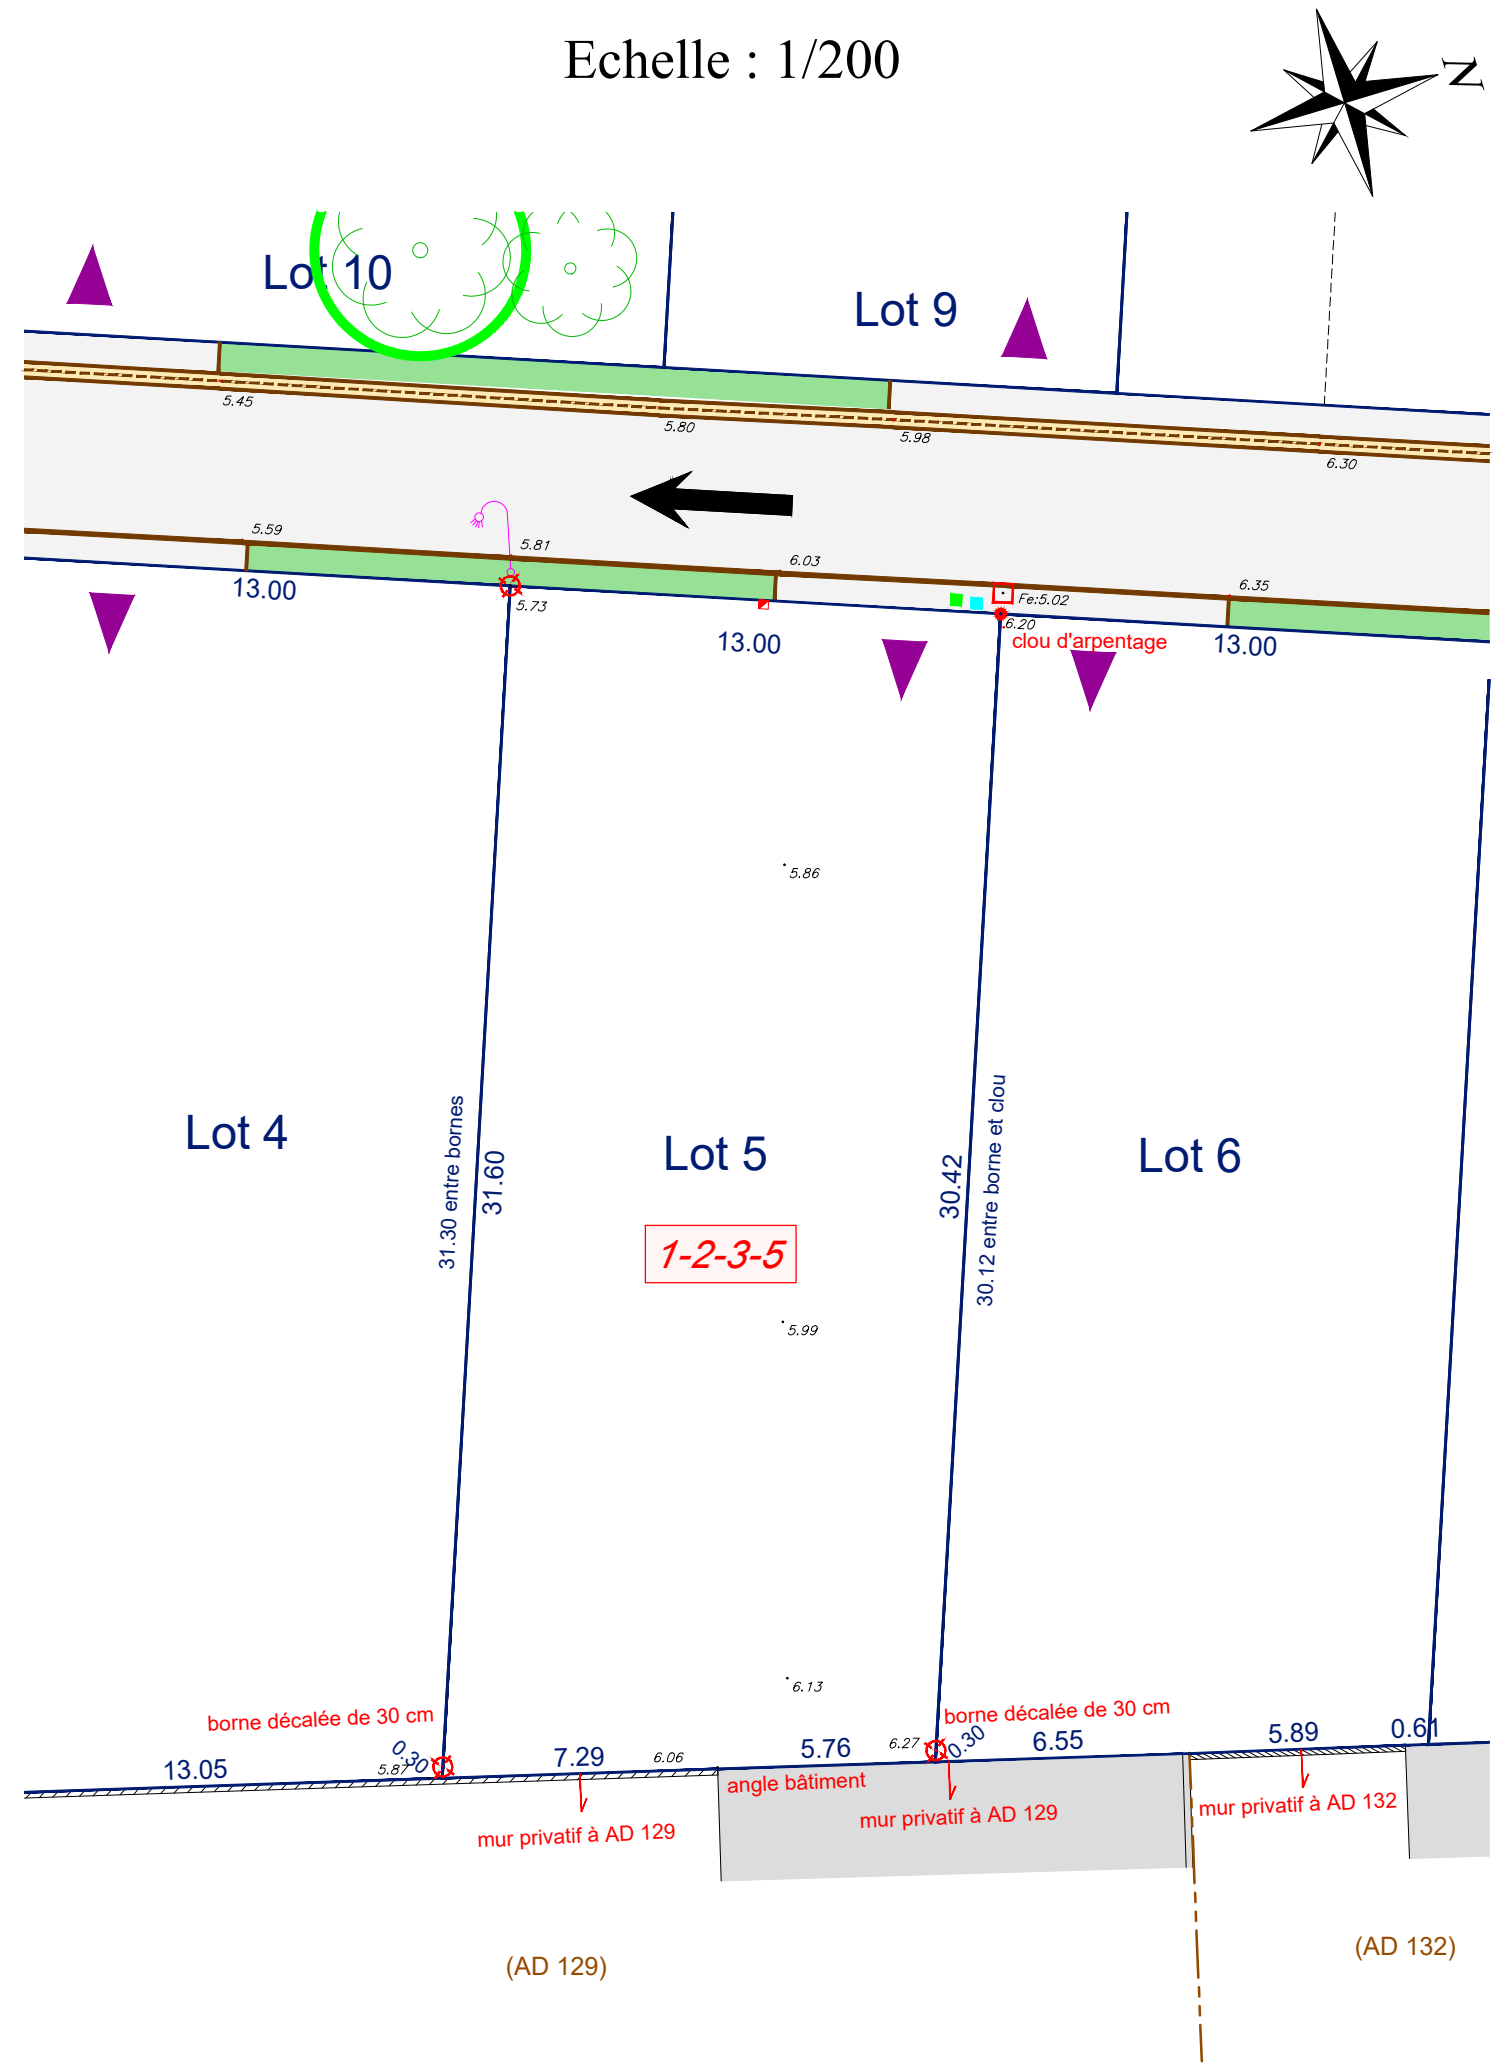 Echelle : 1/200
N
Lot 10
Lot 9
5.45
5.80
5.98
6.30
5.59
5.81
6.03
6.35
13.00
5.73
Fe:5.02
6.20
clou d'arpentage
13.00
13.00
5.86
Lot 4
Lot 5
Lot 6
31.30 entre bornes
31.60
30.42
30.12 entre borne et clou
1-2-3-5
5.99
6.13
borne décalée de 30 cm
borne décalée de 30 cm
13.05
0.30
5.87
7.29
6.06
5.76
6.27
0.30
6.55
5.89
0.61
angle bâtiment
mur privatif à AD 129
mur privatif à AD 129
mur privatif à AD 132
(AD 129)
(AD 132)